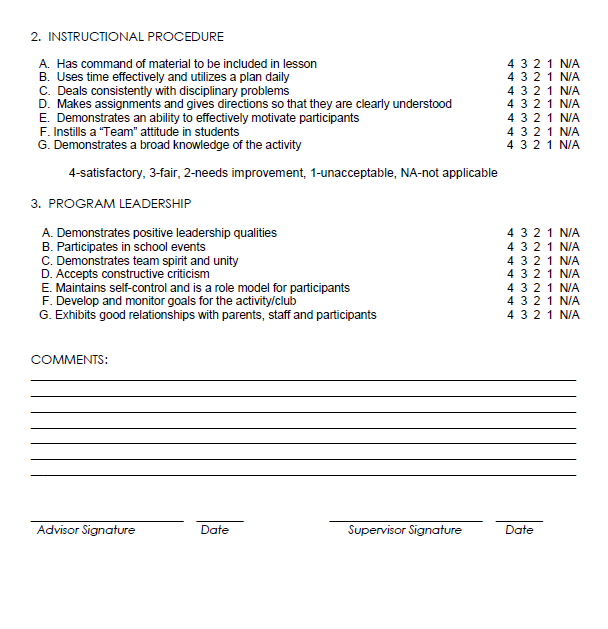 2. INSTRUCTIONAL PROCEDURE
A. Has command of material to be included in lesson 4 3 2 1 N/A
B. Uses time effectively and utilizes a plan daily 4 3 2 1 N/A
C. Deals consistently with disciplinary problems 4 3 2 1 N/A
D. Makes assignments and gives directions so that they are clearly understood 4 3 2 1 N/A
E. Demonstrates an ability to effectively motivate participants 4 3 2 1 N/A
F. Instills a “Team” attitude in students 4 3 2 1 N/A
G. Demonstrates a broad knowledge of the activity 4 3 2 1 N/A
4-satisfactory, 3-fair, 2-needs improvement, 1-unacceptable, NA-not applicable
3. PROGRAM LEADERSHIP
A. Demonstrates positive leadership qualities 4 3 2 1 N/A
B. Participates in school events 4 3 2 1 N/A
C. Demonstrates team spirit and unity 4 3 2 1 N/A
D. Accepts constructive criticism 4 3 2 1 N/A
E. Maintains self-control and is a role model for participants 4 3 2 1 N/A
F. Develop and monitor goals for the activity/club 4 3 2 1 N/A
G. Exhibits good relationships with parents, staff and participants 4 3 2 1 N/A
COMMENTS:
Advisor Signature Date Supervisor Signature Date